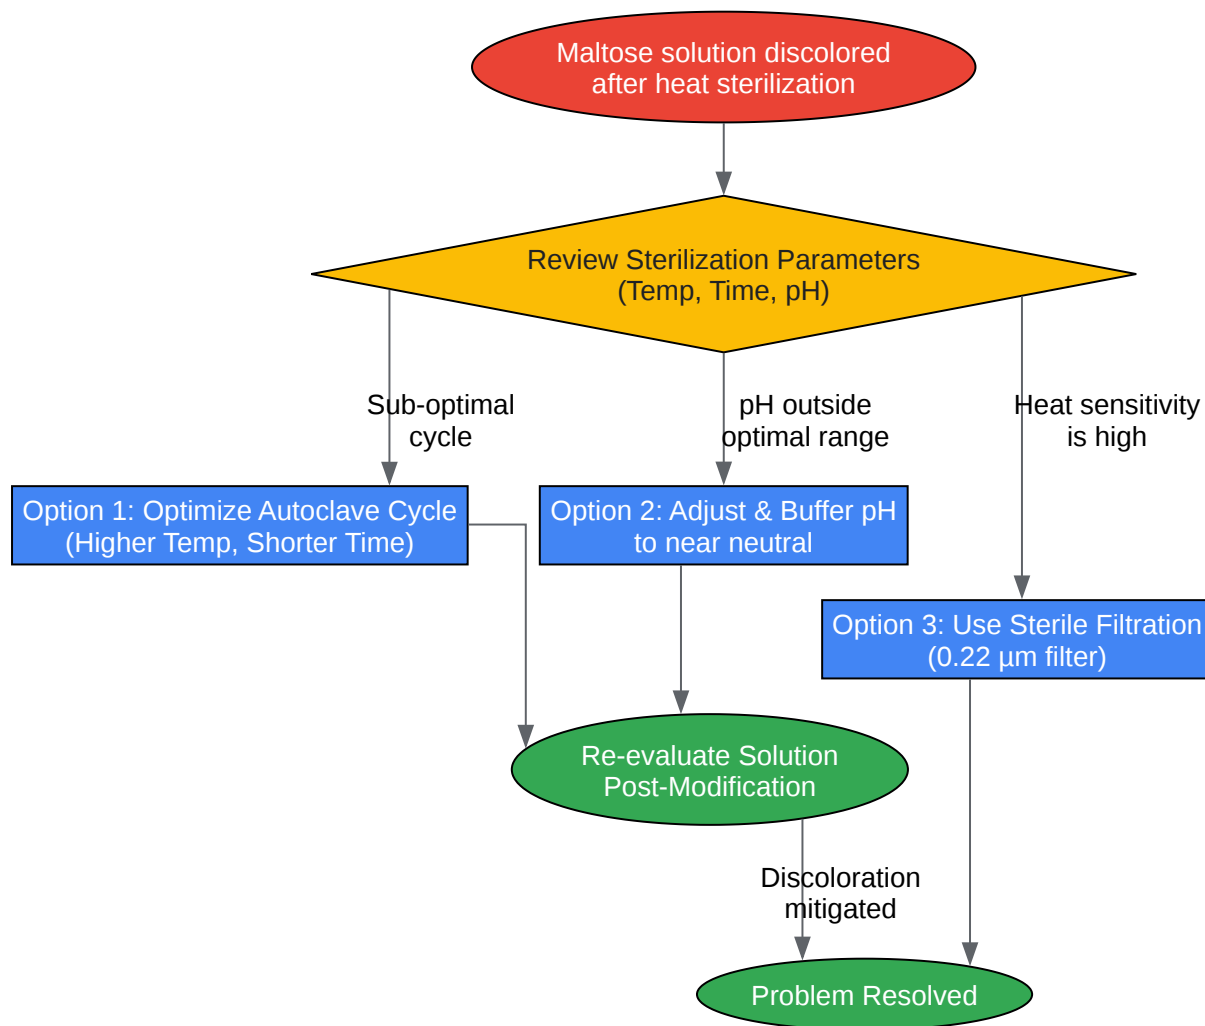 Maltose solution discolored
after heat sterilization
Review Sterilization Parameters
(Temp, Time, pH)
Sub-optimal
cycle
pH outside
optimal range
Heat sensitivity
is high
Option 1: Optimize Autoclave Cycle
(Higher Temp, Shorter Time)
Option 2: Adjust & Buffer pH
to near neutral
Option 3: Use Sterile Filtration
(0.22 µm filter)
Re-evaluate Solution
Post-Modification
Discoloration
mitigated
Problem Resolved